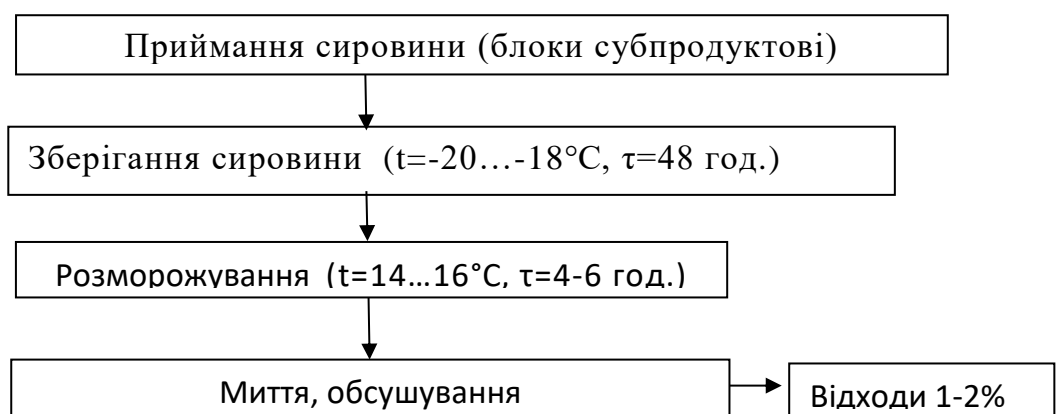 Приймання сировини (блоки субпродуктові)
Зберігання сировини (t=-20…-18°C, τ=48 год.)
Розморожування (t=14…16°C, τ=4-6 год.)
Миття, обсушування
Відходи 1-2%